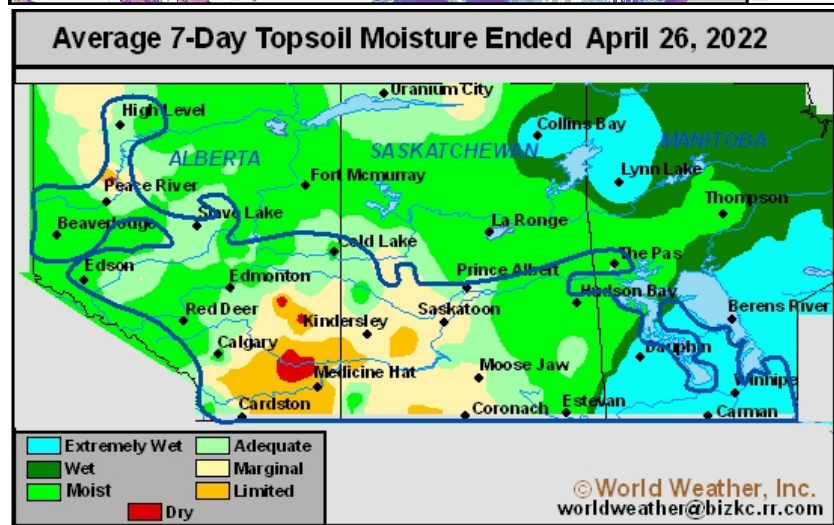 Average 7-Day Topsoil Moisture Ended April 26, 2022
Uranium City
High Level
Collins Bay
ALBERTA
SASKATCHEWAN
MANITOBA
Peace River
Fort Mcmurray
Lynn Lake
Thompson
Beaverlouge
Slave Lake
La Ronge
Cold Lake
The Pas
Edson
Edmonton
Prince Albert
Hudson Bay
Red Deer
Kindersley
Saskatoon
Berens River
Calgary
Dauphin
Medicine Hat
Moose Jaw
Winnipe
Cardston
Coronach
Estevan
Carman
Extremely Wet
Adequate
Wet
Marginal
Moist
Limited
Dry
©World Weather, Inc.
worldweather@bizkc.rr.com